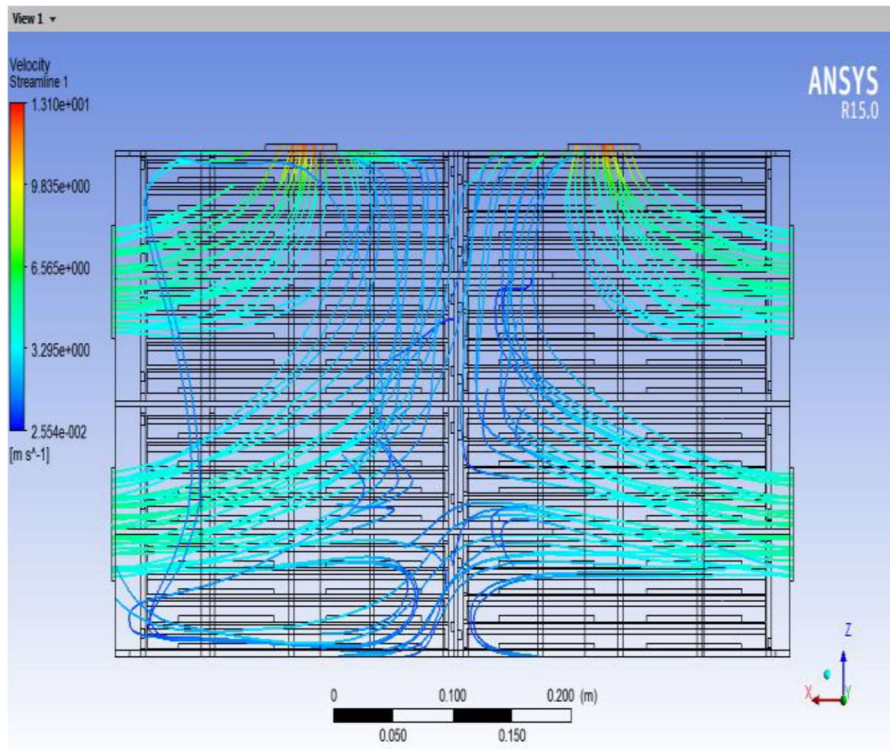 View 1
Velocity
Streamline 1
1.310e+001
9.835e+000
6.565e+000
3.295e+000
2.554e-002
[m s^-1]
ANSYS
R15.0
0 0.100 0.200 (m)
0.050 0.150
Z
X Y